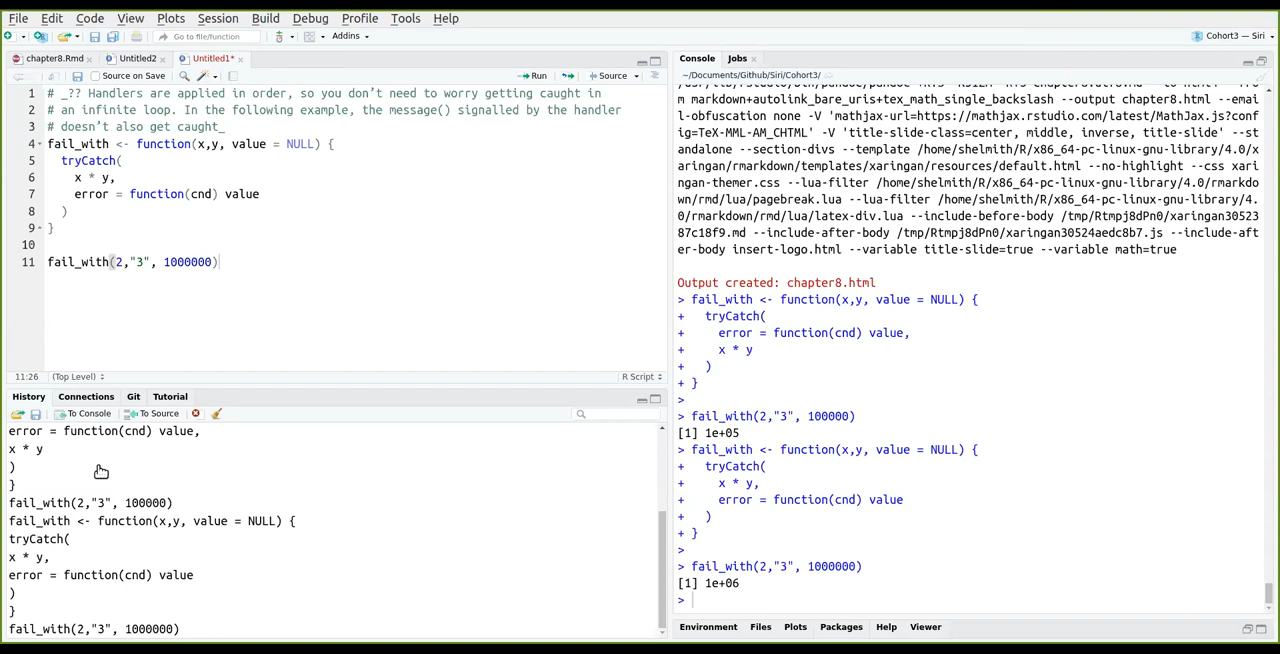 File Edit Code View Plots Session Build Debug Profile Tools Help
Go to file/function Addins Cohort3 — Siri
chapter8.Rmd Untitled2 Untitled1*
Source on Save Run Source
1 # _?? Handlers are applied in order, so you don't need to worry getting caught in
2 # an infinite loop. In the following example, the message() signalled by the handler
3 # doesn't also get caught_
4 fail_with <- function(x,y, value = NULL) {
5 tryCatch(
6 x * y,
7 error = function(cnd) value
8 )
9 }
10
11 fail_with(2,"3", 1000000)
11:26 (Top Level) R Script
History Connections Git Tutorial
To Console To Source
error = function(cnd) value,
x * y
)
}
fail_with(2,"3", 100000)
fail_with <- function(x,y, value = NULL) {
tryCatch(
x * y,
error = function(cnd) value
)
}
fail_with(2,"3", 1000000)
Console Jobs
~/Documents/Github/Siri/Cohort3/
m markdown+autolink_bare_uris+tex_math_single_backslash --output chapter8.html --emai
l-obfuscation none -V 'mathjax-url=https://mathjax.rstudio.com/latest/MathJax.js?conf
ig=TeX-MML-AM_CHTML' -V 'title-slide-class=center, middle, inverse, title-slide' --st
andalone --section-divs --template /home/shelmith/R/x86_64-pc-linux-gnu-library/4.0/x
aringan/rmarkdown/templates/xaringan/resources/default.html --no-highlight --css xari
ngan-themer.css --lua-filter /home/shelmith/R/x86_64-pc-linux-gnu-library/4.0/rmarkdo
wn/rmd/lua/pagebreak.lua --lua-filter /home/shelmith/R/x86_64-pc-linux-gnu-library/4.
0/rmarkdown/rmd/lua/latex-div.lua --include-before-body /tmp/Rtmpj8dPn0/xaringan30523
87c18f9.md --include-after-body /tmp/Rtmpj8dPn0/xaringan30524aedc8b7.js --include-aft
er-body insert-logo.html --variable title-slide=true --variable math=true
Output created: chapter8.html
> fail_with <- function(x,y, value = NULL) {
+ tryCatch(
+ error = function(cnd) value,
+ x * y
+ )
+ }
>
> fail_with(2,"3", 100000)
[1] 1e+05
> fail_with <- function(x,y, value = NULL) {
+ tryCatch(
+ x * y,
+ error = function(cnd) value
+ )
+ }
>
> fail_with(2,"3", 1000000)
[1] 1e+06
>
Environment Files Plots Packages Help Viewer